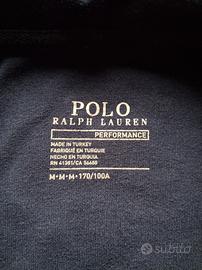 POLO
RALPH LAUREN
PERFORMANCE
MADE IN TURKEY
FABRIQUÉ EN TURQUIE
HECHO EN TURQUIA
RN 41381/CA 56650
M•M•M•170/100A
subito